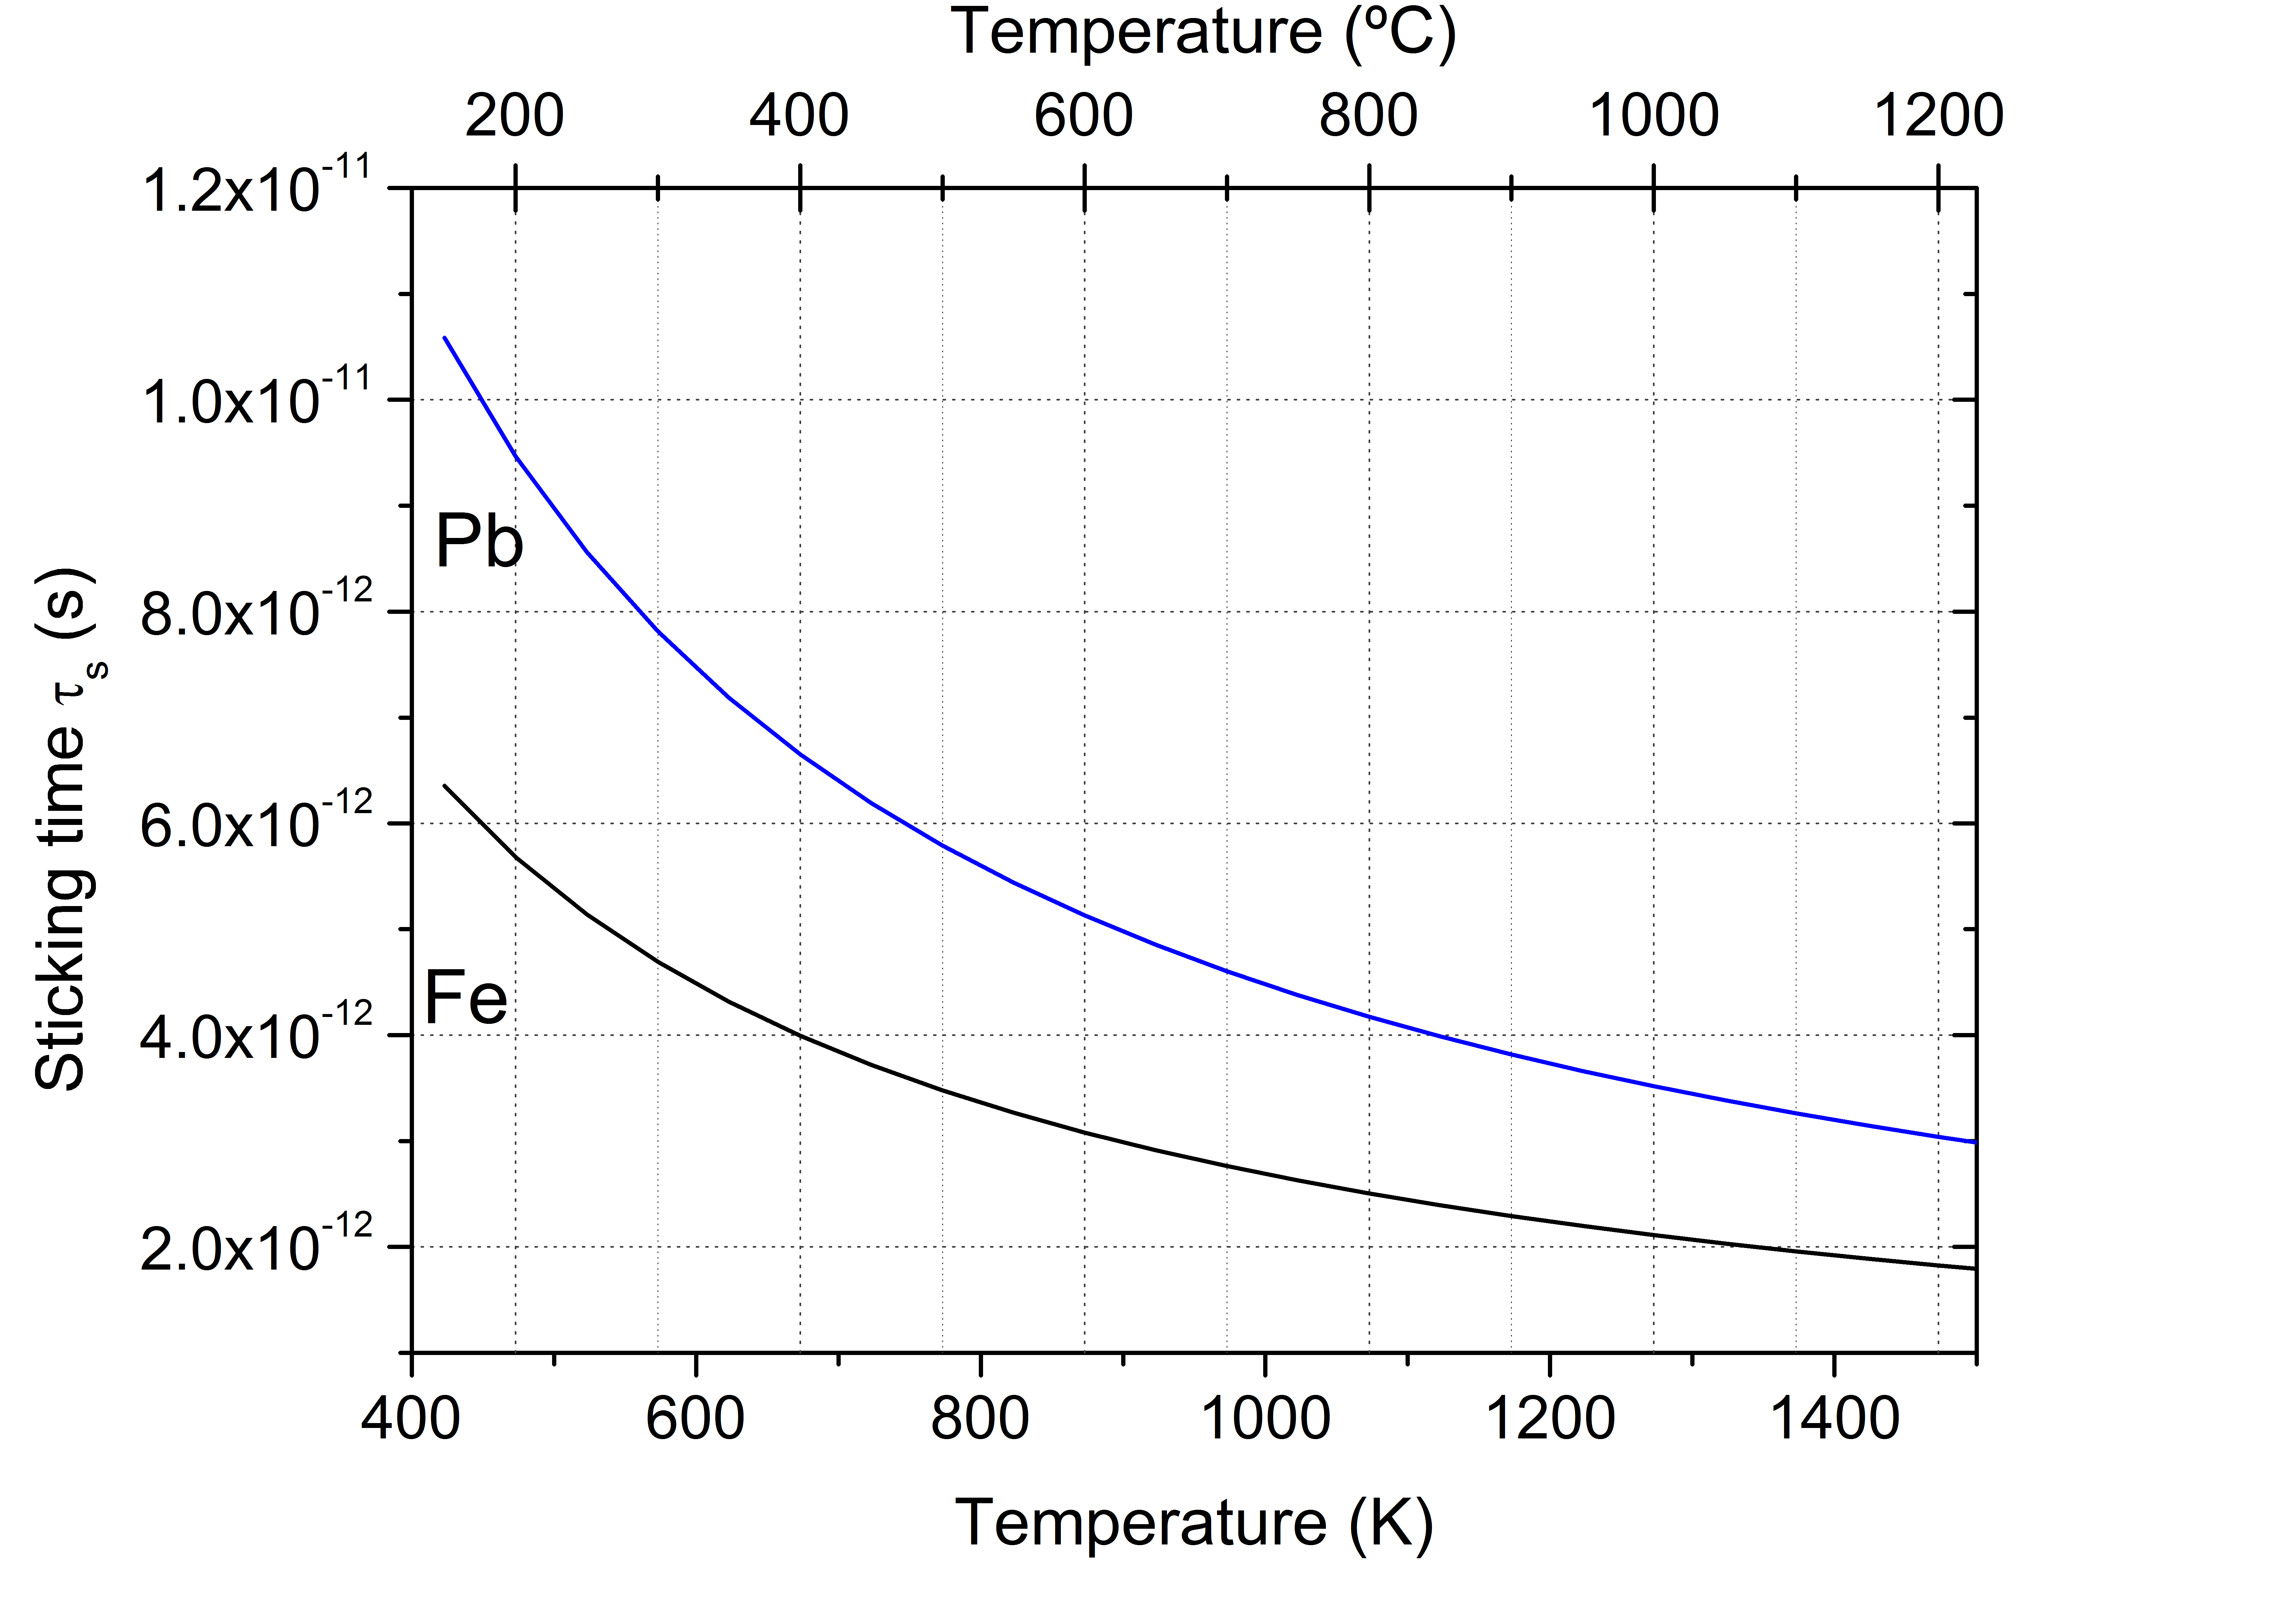 Temperature (ºC)
200 400 600 800 1000 1200
1.2x10⁻¹¹
1.0x10⁻¹¹
Pb
8.0x10⁻¹²
Sticking time τₛ (s)
6.0x10⁻¹²
Fe
4.0x10⁻¹²
2.0x10⁻¹²
400 600 800 1000 1200 1400
Temperature (K)